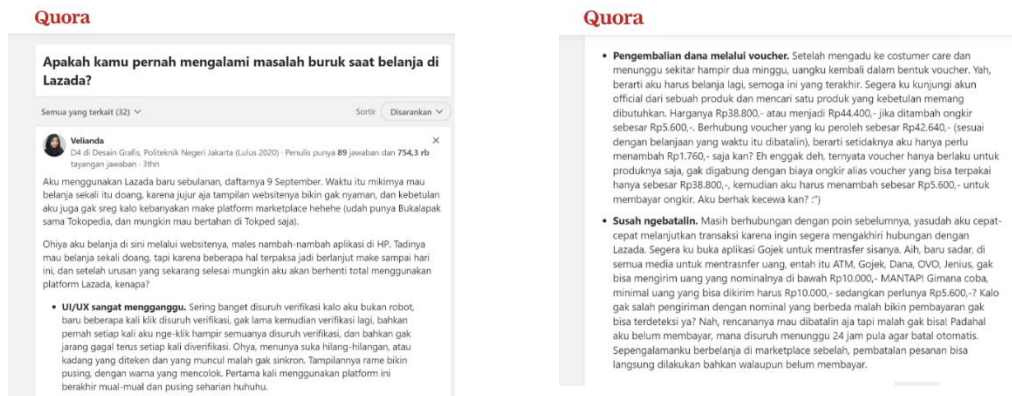 Quora
Apakah kamu pernah mengalami masalah buruk saat belanja di
Lazada?
Semua yang terkait (32)
Sortir
Disarankan
Velianda
D4 di Desain Grafis, Politeknik Negeri Jakarta (Lulus 2020) · Penulis punya 89 jawaban dan 754,3 rb
tayangan jawaban · 3thn
Aku menggunakan Lazada baru sebulanan, daftarnya 9 September. Waktu itu mikirnya mau
belanja sekali itu doang, karena jujur aja tampilan websitenya bikin gak nyaman, dan kebetulan
aku juga gak sreg kalo kebanyakan make platform marketplace hehehe (udah punya Bukalapak
sama Tokopedia, dan mungkin mau bertahan di Tokped saja).
Ohiya aku belanja di sini melalui websitenya, males nambah-nambah aplikasi di HP. Tadinya
mau belanja sekali doang, tapi karena beberapa hal terpaksa jadi berlanjut make sampai hari
ini, dan setelah urusan yang sekarang selesai mungkin aku akan berhenti total menggunakan
platform Lazada, kenapa?
• UI/UX sangat mengganggu. Sering banget disuruh verifikasi kalo aku bukan robot,
baru beberapa kali klik disuruh verifikasi, gak lama kemudian verifikasi lagi, bahkan
pernah setiap kali aku nge-klik hampir semuanya disuruh verifikasi, dan bahkan gak
jarang gagal terus setiap kali diverifikasi. Ohya, menunya suka hilang-hilangan, atau
kadang yang diteken dan yang muncul malah gak sinkron. Tampilannya rame bikin
pusing, dengan warna yang mencolok. Pertama kali menggunakan platform ini
berakhir mual-mual dan pusing seharian huhuhu.
Quora
• Pengembalian dana melalui voucher. Setelah mengadu ke costumer care dan
menunggu sekitar hampir dua minggu, uangku kembali dalam bentuk voucher. Yah,
berarti aku harus belanja lagi, semoga ini yang terakhir. Segera ku kunjungi akun
official dari sebuah produk dan mencari satu produk yang kebetulan memang
dibutuhkan. Harganya Rp38.800,- atau menjadi Rp44.400,- jika ditambah ongkir
sebesar Rp5.600,-. Berhubung voucher yang ku peroleh sebesar Rp42.640,- (sesuai
dengan belanjaan yang waktu itu dibatalin), berarti setidaknya aku hanya perlu
menambah Rp1.760,- saja kan? Eh enggak deh, ternyata voucher hanya berlaku untuk
produknya saja, gak digabung dengan biaya ongkir alias voucher yang bisa terpakai
hanya sebesar Rp38.800,-, kemudian aku harus menambah sebesar Rp5.600,- untuk
membayar ongkir. Aku berhak kecewa kan? :")
• Susah ngebatalin. Masih berhubungan dengan poin sebelumnya, yasudah aku cepat-
cepat melanjutkan transaksi karena ingin segera mengakhiri hubungan dengan
Lazada. Segera ku buka aplikasi Gojek untuk mentrasfer sisanya. Aih, baru sadar, di
semua media untuk mentrasnfer uang, entah itu ATM, Gojek, Dana, OVO, Jenius, gak
bisa mengirim uang yang nominalnya di bawah Rp10.000,- MANTAP! Gimana coba,
minimal uang yang bisa dikirim harus Rp10.000,- sedangkan perlunya Rp5.600,-? Kalo
gak salah pengiriman dengan nominal yang berbeda malah bikin pembayaran gak
bisa terdeteksi ya? Nah, rencananya mau dibatalin aja tapi malah gak bisa! Padahal
aku belum membayar, mana disuruh menunggu 24 jam pula agar batal otomatis.
Sepengalamanku berbelanja di marketplace sebelah, pembatalan pesanan bisa
langsung dilakukan bahkan walaupun belum membayar.